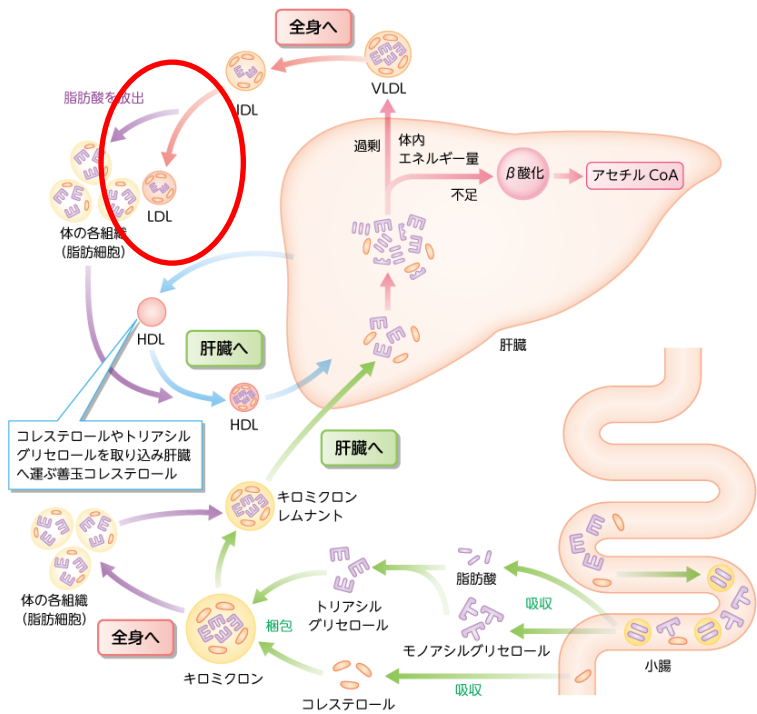 全身へ
VLDL
IDL
脂肪酸を放出
LDL
体の各組織
(脂肪細胞)
過剰
体内
エネルギー量
不足
β酸化
アセチル CoA
肝臓
HDL
肝臓へ
HDL
コレステロールやトリアシル
グリセロールを取り込み肝臓
へ運ぶ善玉コレステロール
肝臓へ
キロミクロン
レムナント
体の各組織
(脂肪細胞)
全身へ
キロミクロン
梱包
トリアシル
グリセロール
脂肪酸
モノアシルグリセロール
吸収
コレステロール
吸収
小腸